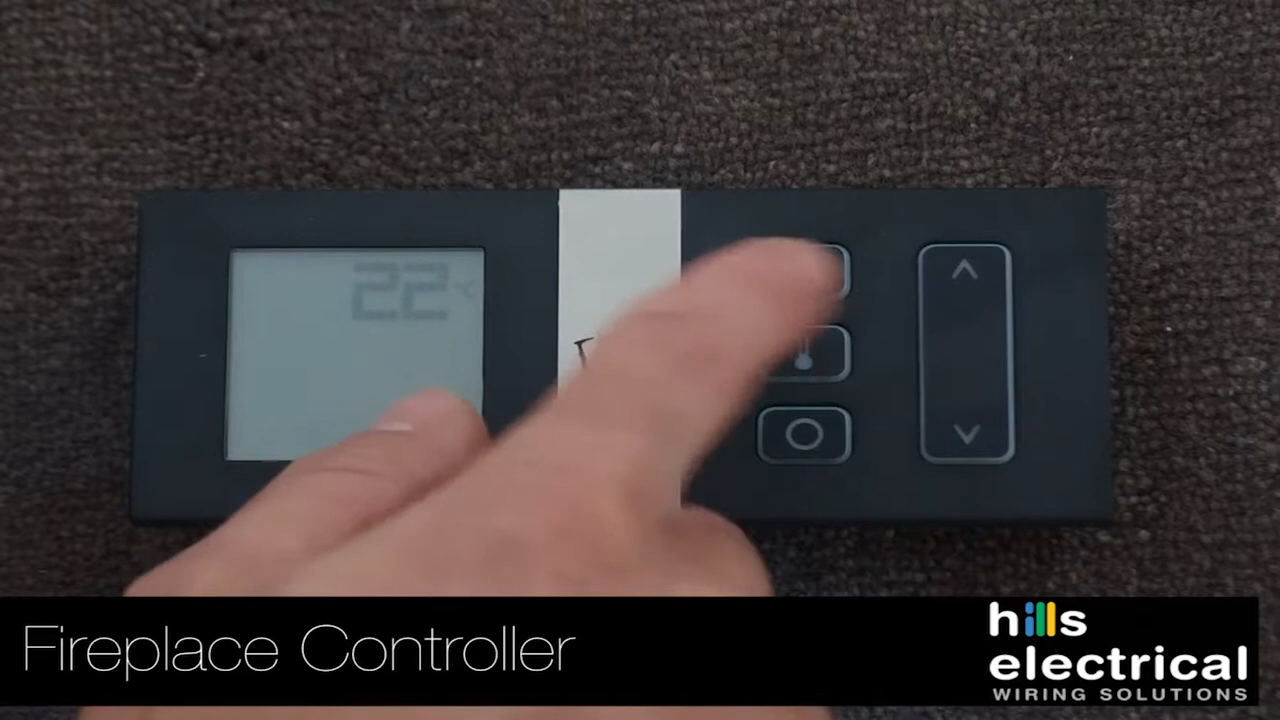 22
Fireplace Controller
hills
electrical
WIRING SOLUTIONS